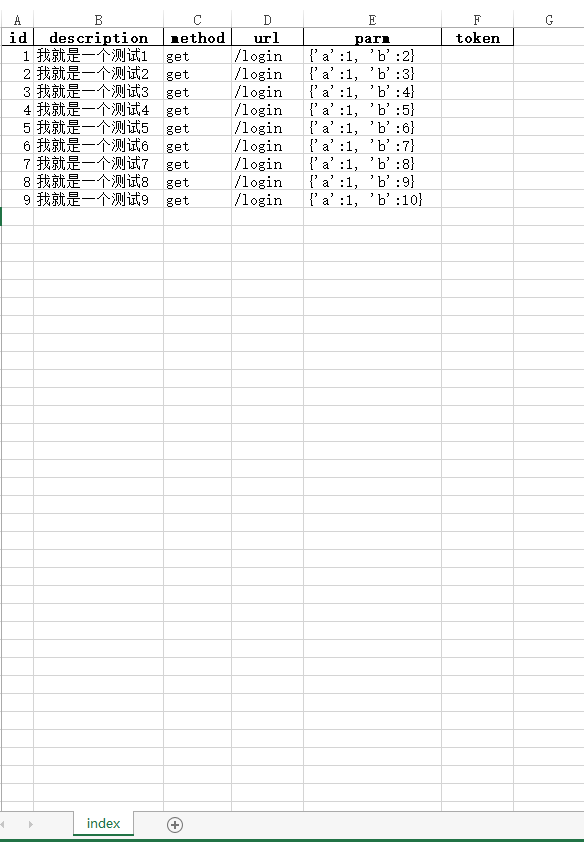 A B C D E F G
id description method url parm token
1 我就是一个测试1 get /login {'a':1, 'b':2}
2 我就是一个测试2 get /login {'a':1, 'b':3}
3 我就是一个测试3 get /login {'a':1, 'b':4}
4 我就是一个测试4 get /login {'a':1, 'b':5}
5 我就是一个测试5 get /login {'a':1, 'b':6}
6 我就是一个测试6 get /login {'a':1, 'b':7}
7 我就是一个测试7 get /login {'a':1, 'b':8}
8 我就是一个测试8 get /login {'a':1, 'b':9}
9 我就是一个测试9 get /login {'a':1, 'b':10}
index